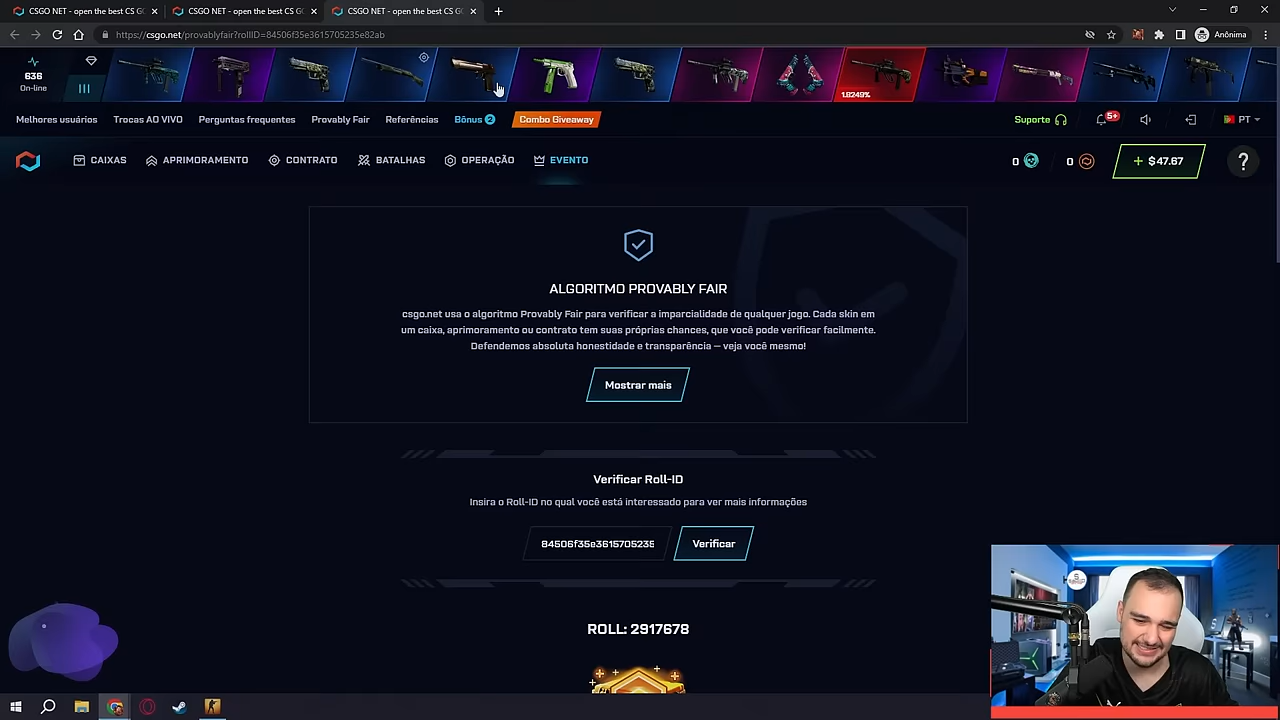 CSGO NET - open the best CS G
CSGO NET - open the best CS G
CSGO NET - open the best CS G
https://csgo.net/provablyfair?rollID=84506f35e3615705235e82ab
Anônima
636
On-line
1.8249%
Melhores usuários
Trocas AO VIVO
Perguntas frequentes
Provably Fair
Referências
Bônus 2
Combo Giveaway
Suporte
5+
PT
CAIXAS
APRIMORAMENTO
CONTRATO
BATALHAS
OPERAÇÃO
EVENTO
0
0
+ $47.67
?
ALGORITMO PROVABLY FAIR
csgo.net usa o algoritmo Provably Fair para verificar a imparcialidade de qualquer jogo. Cada skin em
um caixa, aprimoramento ou contrato tem suas próprias chances, que você pode verificar facilmente.
Defendemos absoluta honestidade e transparência — veja você mesmo!
Mostrar mais
Verificar Roll-ID
Insira o Roll-ID no qual você está interessado para ver mais informações
84506f35e3615705235
Verificar
ROLL: 2917678